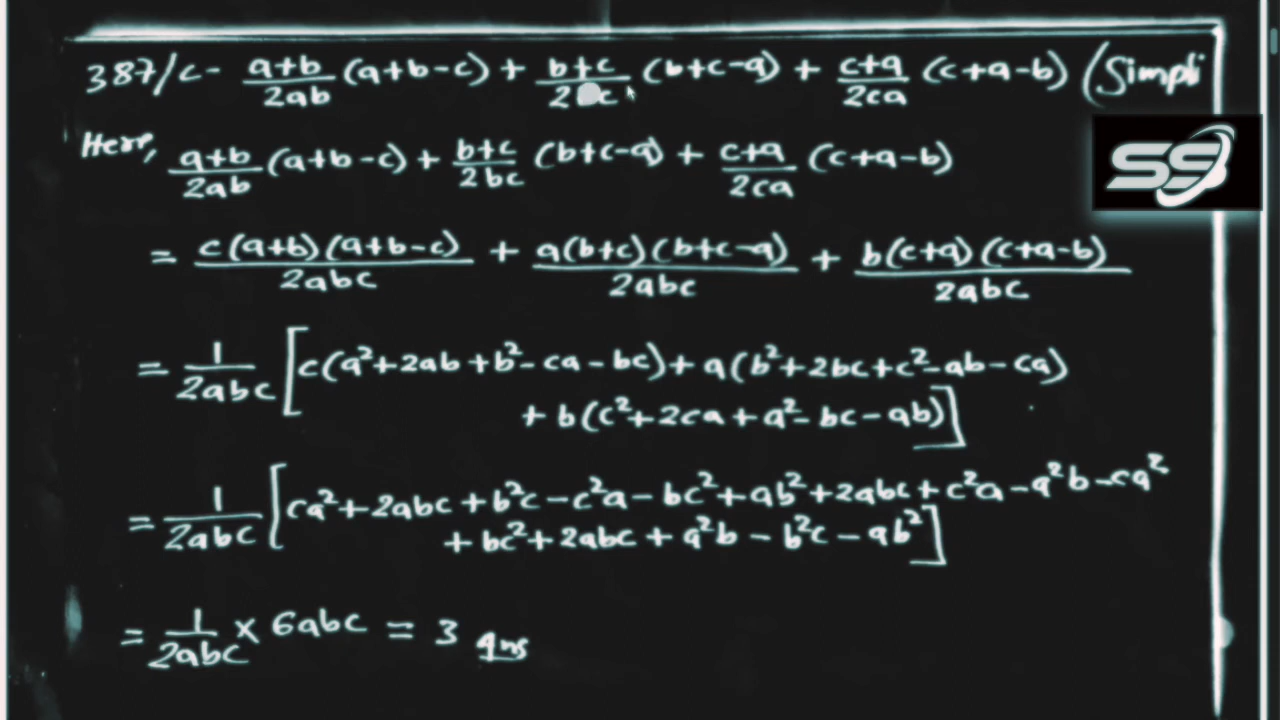 387/c- a+b/2ab (a+b-c) + b+c/2bc (b+c-a) + c+a/2ca (c+a-b) (Simpli
Here, a+b/2ab (a+b-c) + b+c/2bc (b+c-a) + c+a/2ca (c+a-b)
= c(a+b)(a+b-c)/2abc + a(b+c)(b+c-a)/2abc + b(c+a)(c+a-b)/2abc
= 1/2abc [c(a²+2ab+b²-ca-bc)+a(b²+2bc+c²-ab-ca)
+ b(c²+2ca+a²-bc-ab)]
= 1/2abc [ca²+2abc+b²c-c²a-bc²+ab²+2abc+c²a-a²b-ca²
+ bc²+2abc+a²b-b²c-ab²]
= 1/2abc × 6abc = 3 Ans
SS